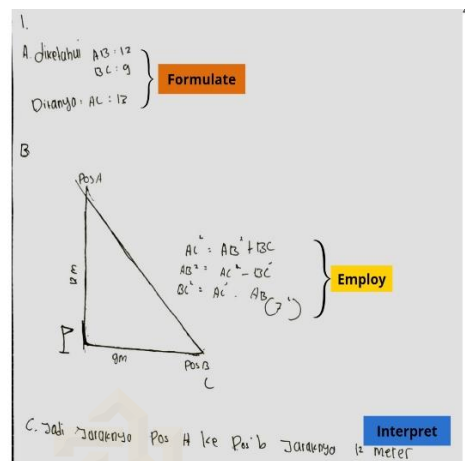 1.
A. diketahui AB : 12
BC : 9
Formulate
Ditanya : AC : 12
B
Pos A
AC² = AB² + BC
AB² = AC² - BC²
BC² = AC² - AB
Employ
P
9m
Pos B
C
C. Jadi Jaraknya Pos A ke Pos b Jaraknya 12 meter
Interpret